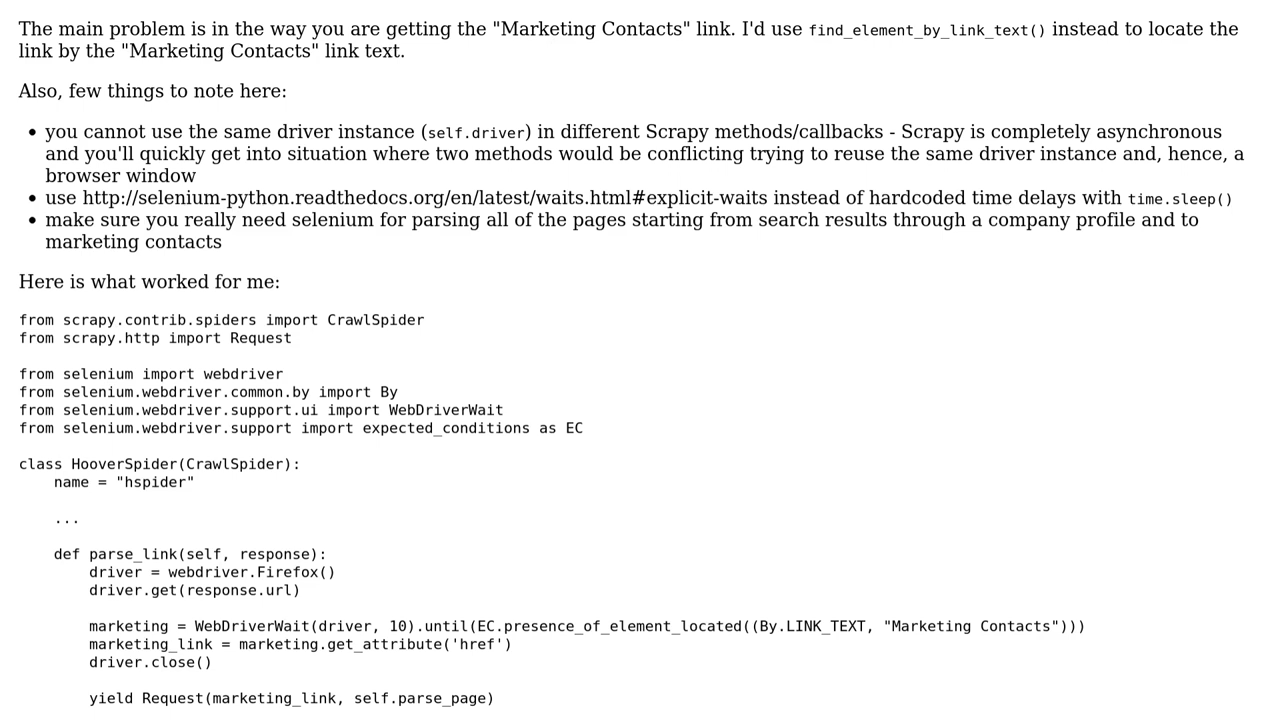 The main problem is in the way you are getting the "Marketing Contacts" link. I'd use find_element_by_link_text() instead to locate the
link by the "Marketing Contacts" link text.
Also, few things to note here:
• you cannot use the same driver instance (self.driver) in different Scrapy methods/callbacks - Scrapy is completely asynchronous
and you'll quickly get into situation where two methods would be conflicting trying to reuse the same driver instance and, hence, a
browser window
• use http://selenium-python.readthedocs.org/en/latest/waits.html#explicit-waits instead of hardcoded time delays with time.sleep()
• make sure you really need selenium for parsing all of the pages starting from search results through a company profile and to
marketing contacts
Here is what worked for me:
from scrapy.contrib.spiders import CrawlSpider
from scrapy.http import Request

from selenium import webdriver
from selenium.webdriver.common.by import By
from selenium.webdriver.support.ui import WebDriverWait
from selenium.webdriver.support import expected_conditions as EC

class HooverSpider(CrawlSpider):
    name = "hspider"

    ...

    def parse_link(self, response):
        driver = webdriver.Firefox()
        driver.get(response.url)

        marketing = WebDriverWait(driver, 10).until(EC.presence_of_element_located((By.LINK_TEXT, "Marketing Contacts")))
        marketing_link = marketing.get_attribute('href')
        driver.close()

        yield Request(marketing_link, self.parse_page)